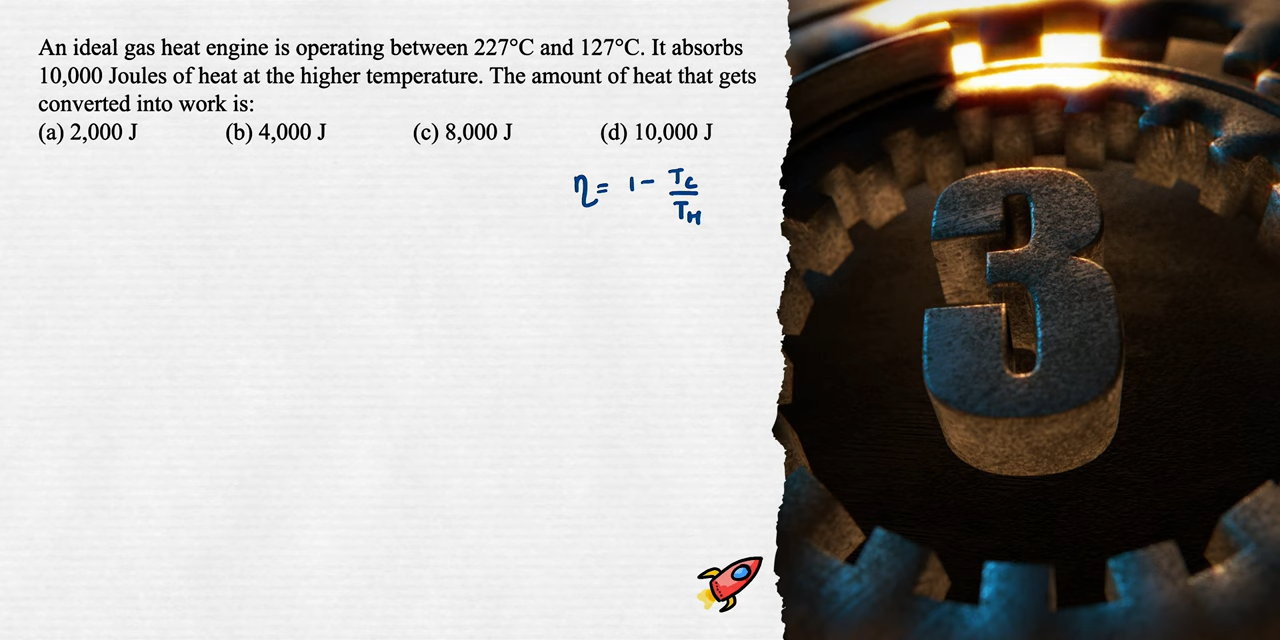 An ideal gas heat engine is operating between 227°C and 127°C. It absorbs
10,000 Joules of heat at the higher temperature. The amount of heat that gets
converted into work is:
(a) 2,000 J (b) 4,000 J (c) 8,000 J (d) 10,000 J
η = 1 - T_C / T_H
3